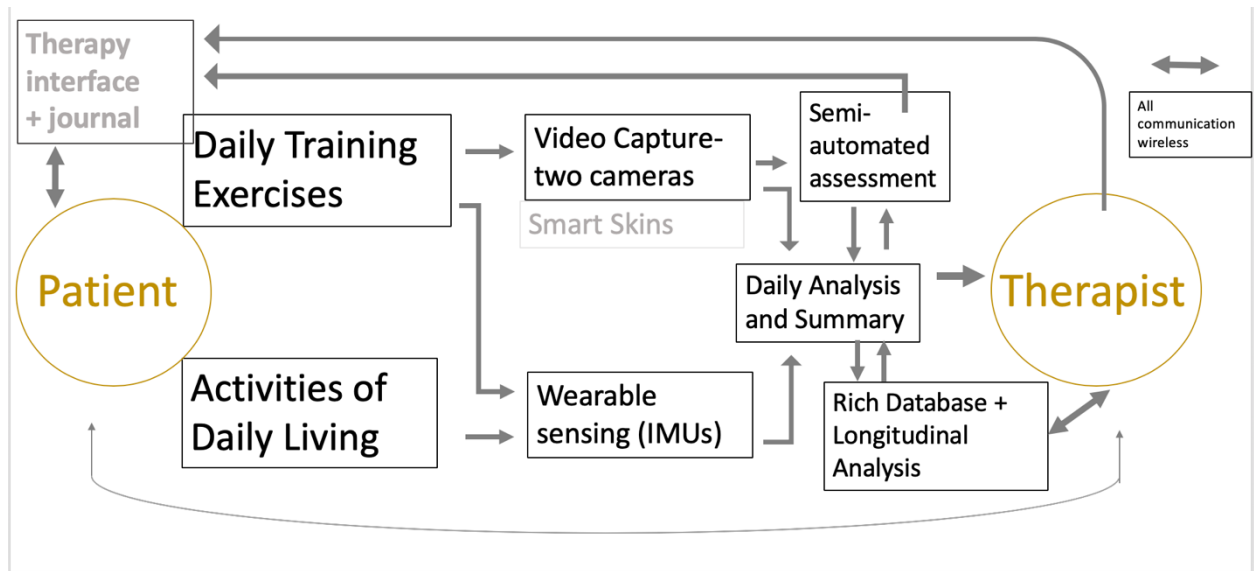 Therapy
interface
+ journal
Daily Training
Exercises
Video Capture-
two cameras
Smart Skins
Semi-
automated
assessment
All
communication
wireless
Patient
Daily Analysis
and Summary
Therapist
Activities of
Daily Living
Wearable
sensing (IMUs)
Rich Database +
Longitudinal
Analysis